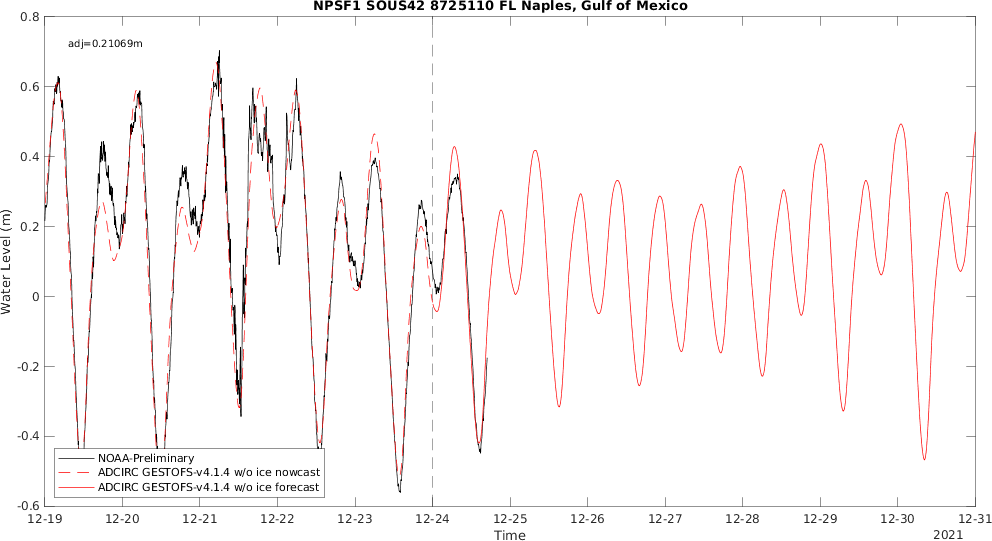 NPSF1 SOUS42 8725110 FL Naples, Gulf of Mexico
0.8
adj=0.21069m
0.6
0.4
0.2
0
-0.2
-0.4
-0.6
Water Level (m)
NOAA-Preliminary
ADCIRC GESTOFS-v4.1.4 w/o ice nowcast
ADCIRC GESTOFS-v4.1.4 w/o ice forecast
12-19 12-20 12-21 12-22 12-23 12-24 12-25 12-26 12-27 12-28 12-29 12-30 12-31
Time
2021